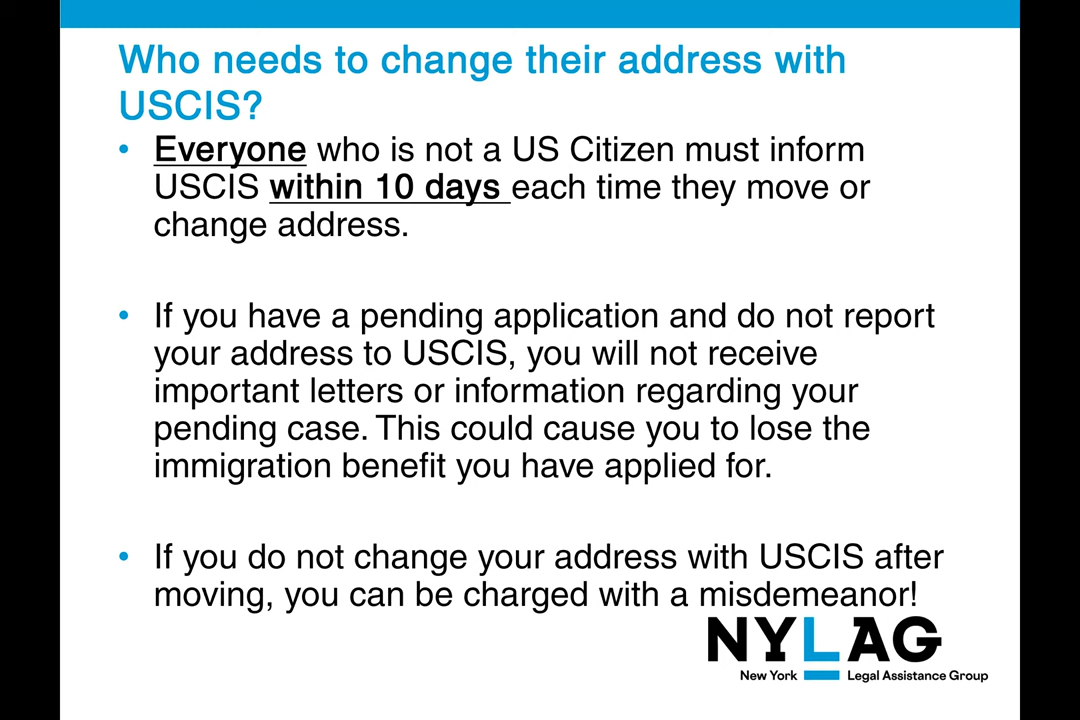 Who needs to change their address with
USCIS?
• Everyone who is not a US Citizen must inform
USCIS within 10 days each time they move or
change address.
• If you have a pending application and do not report
your address to USCIS, you will not receive
important letters or information regarding your
pending case. This could cause you to lose the
immigration benefit you have applied for.
• If you do not change your address with USCIS after
moving, you can be charged with a misdemeanor!
NYLAG
New York Legal Assistance Group